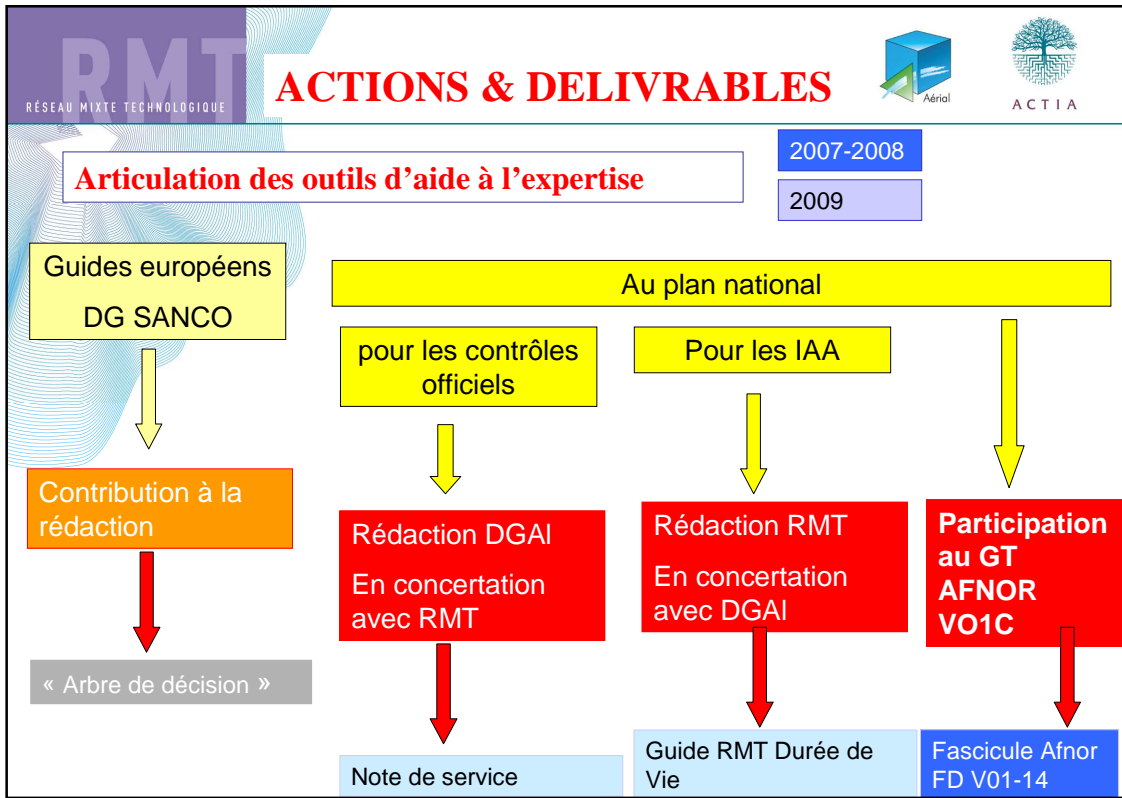 RMT
RÉSEAU MIXTE TECHNOLOGIQUE
ACTIONS & DELIVRABLES
Aérial
ACTIA
Articulation des outils d'aide à l'expertise
2007-2008
2009
Guides européens
DG SANCO
Au plan national
pour les contrôles
officiels
Pour les IAA
Contribution à la
rédaction
Rédaction DGAl
En concertation
avec RMT
Rédaction RMT
En concertation
avec DGAl
Participation
au GT
AFNOR
VO1C
« Arbre de décision »
Note de service
Guide RMT Durée de
Vie
Fascicule Afnor
FD V01-14